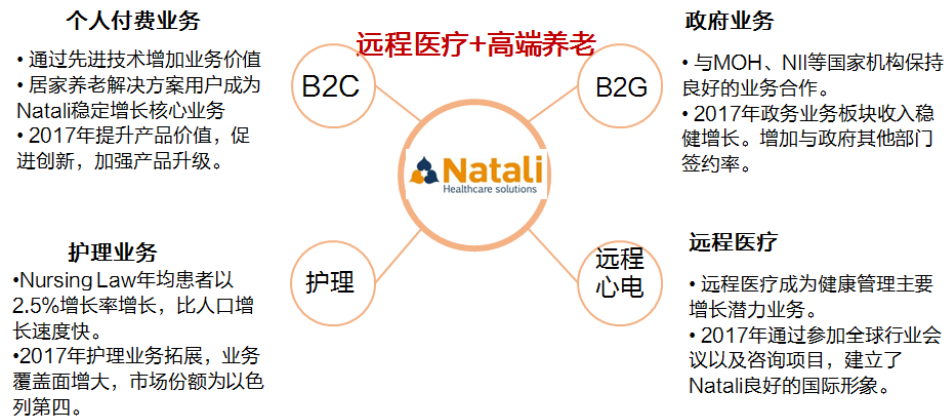 个人付费业务
• 通过先进技术增加业务价值
• 居家养老解决方案用户成为
Natali稳定增长核心业务
• 2017年提升产品价值，促
进创新，加强产品升级。
远程医疗+高端养老
B2C
B2G
政府业务
• 与MOH、NII等国家机构保持
良好的业务合作。
• 2017年政务业务板块收入稳
健增长。增加与政府其他部门
签约率。
Natali
Healthcare solutions
护理业务
•Nursing Law年均患者以
2.5%增长率增长，比人口增
长速度快。
•2017年护理业务拓展，业务
覆盖面增大，市场份额为以色
列第四。
护理
远程
心电
远程医疗
• 远程医疗成为健康管理主要
增长潜力业务。
• 2017年通过参加全球行业会
议以及咨询项目，建立了
Natali良好的国际形象。